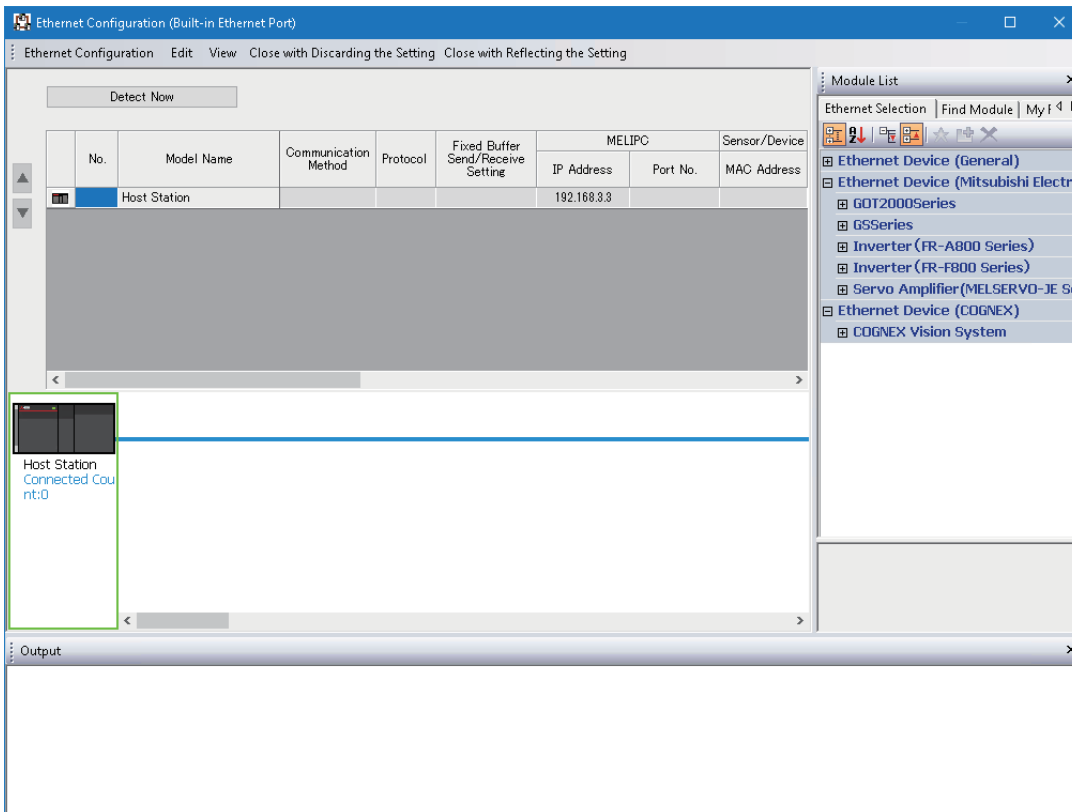 Ethernet Configuration (Built-in Ethernet Port)
Ethernet Configuration Edit View Close with Discarding the Setting Close with Reflecting the Setting
Detect Now
No. Model Name Communication Method Protocol Fixed Buffer Send/Receive Setting MELIPC Sensor/Device
IP Address Port No. MAC Address
Host Station 192.168.3.3
Host Station
Connected Cou
nt:0
Module List
Ethernet Selection Find Module My F
Ethernet Device (General)
Ethernet Device (Mitsubishi Electr
GOT2000Series
GSSeries
Inverter(FR-A800 Series)
Inverter(FR-F800 Series)
Servo Amplifier(MELSERVO-JE Se
Ethernet Device (COGNEX)
COGNEX Vision System
Output